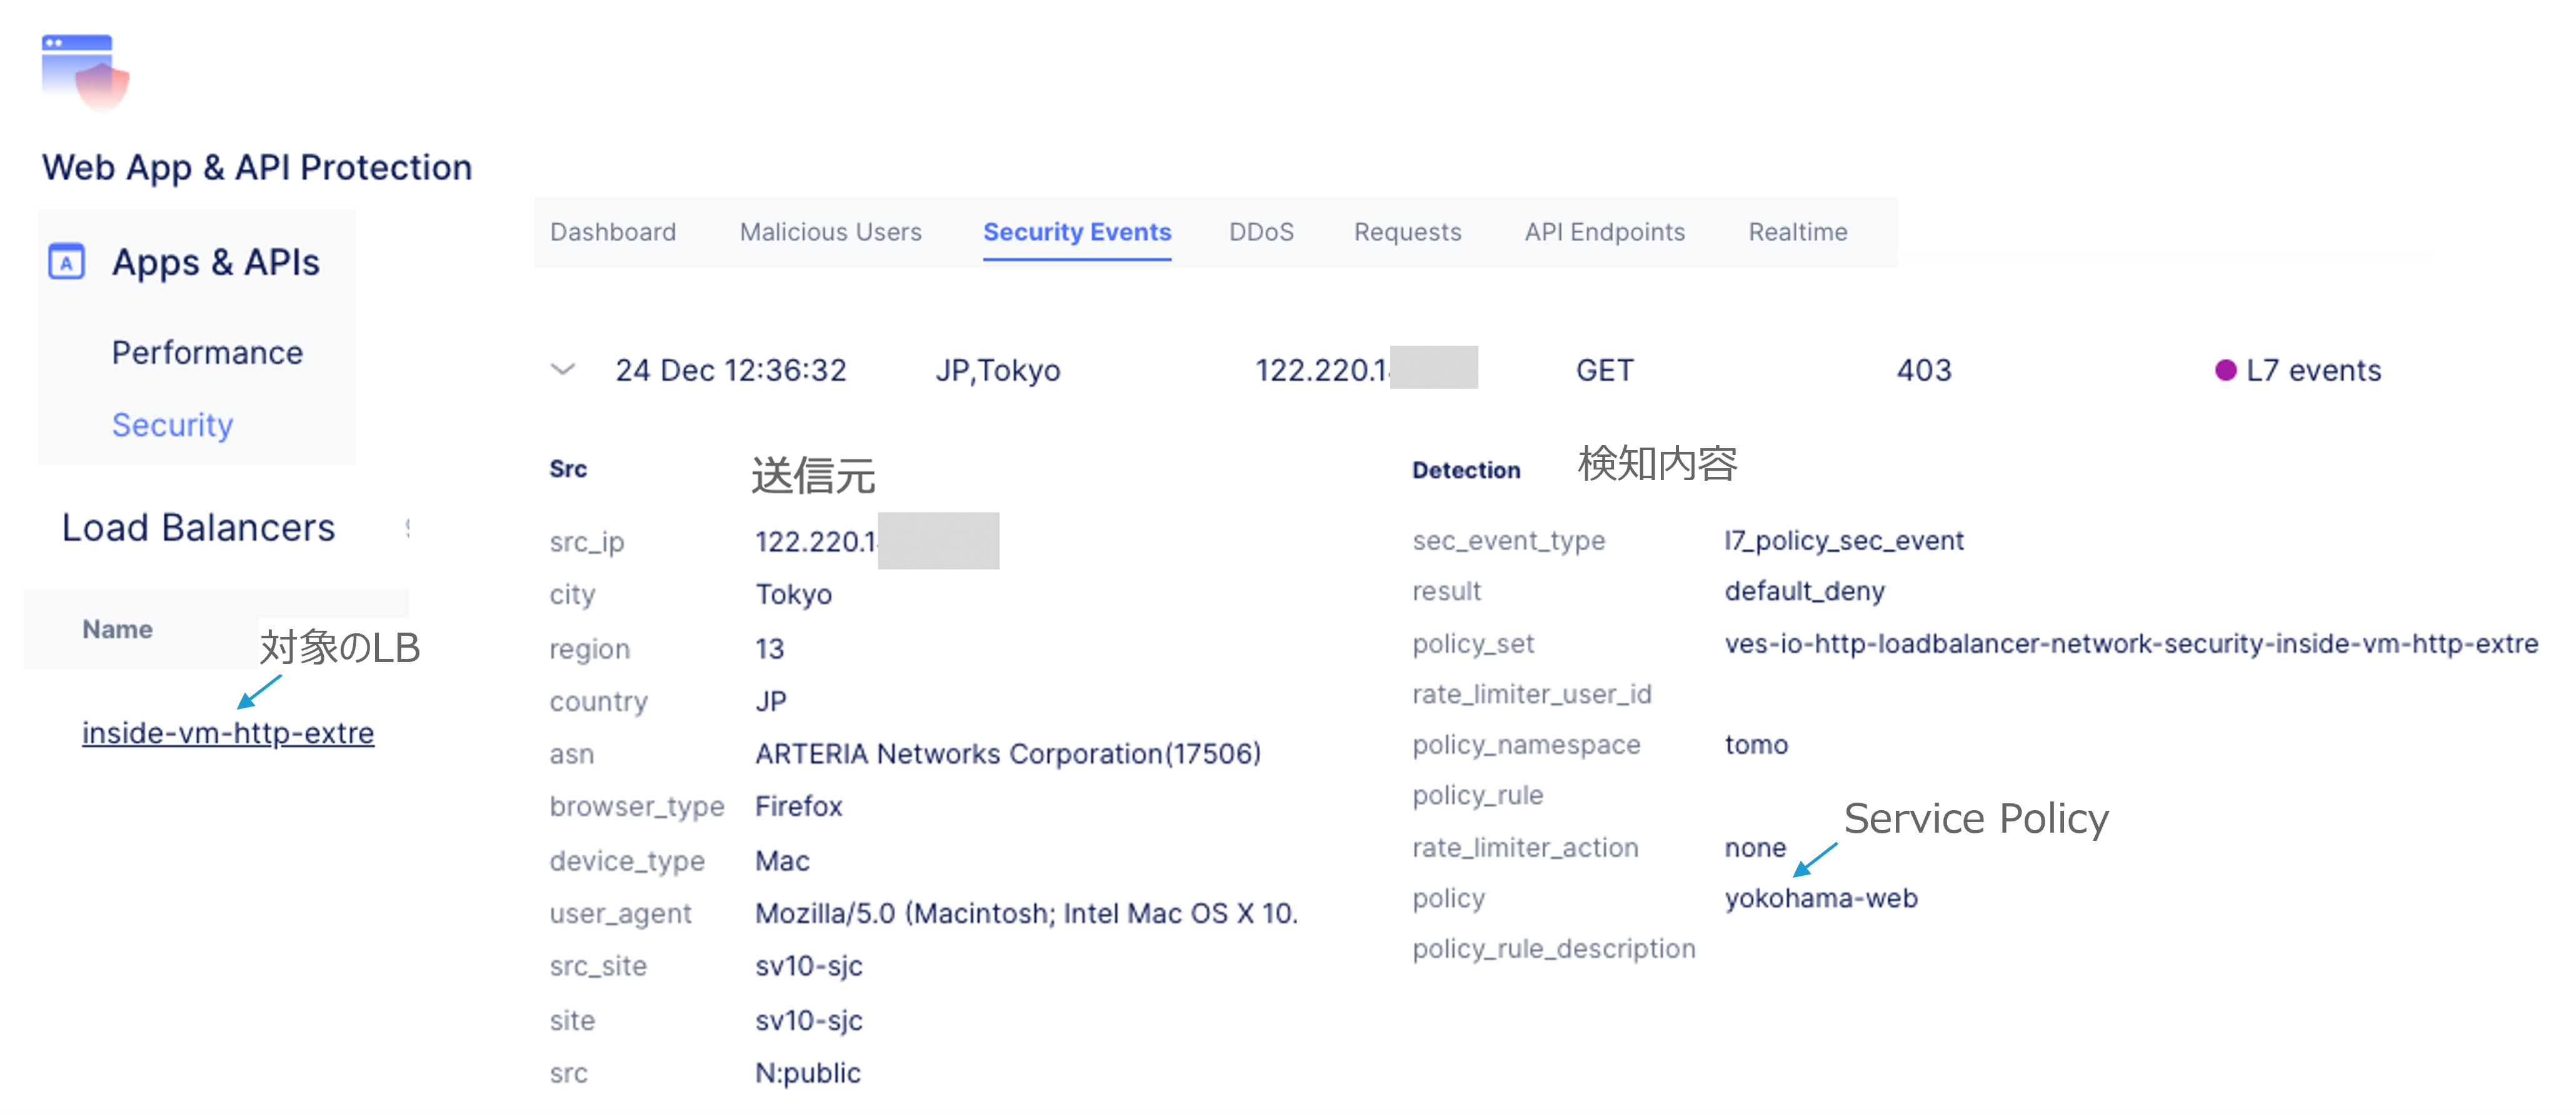 Web App & API Protection
Apps & APIs
Performance
Security
Load Balancers
Name
対象のLB
inside-vm-http-extre
Dashboard Malicious Users Security Events DDoS Requests API Endpoints Realtime
24 Dec 12:36:32 JP,Tokyo 122.220.1 GET 403 L7 events
Src 送信元
src_ip 122.220.1
city Tokyo
region 13
country JP
asn ARTERIA Networks Corporation(17506)
browser_type Firefox
device_type Mac
user_agent Mozilla/5.0 (Macintosh; Intel Mac OS X 10.
src_site sv10-sjc
site sv10-sjc
src N:public
Detection 検知内容
sec_event_type l7_policy_sec_event
result default_deny
policy_set ves-io-http-loadbalancer-network-security-inside-vm-http-extre
rate_limiter_user_id
policy_namespace tomo
policy_rule
Service Policy
rate_limiter_action none
policy yokohama-web
policy_rule_description